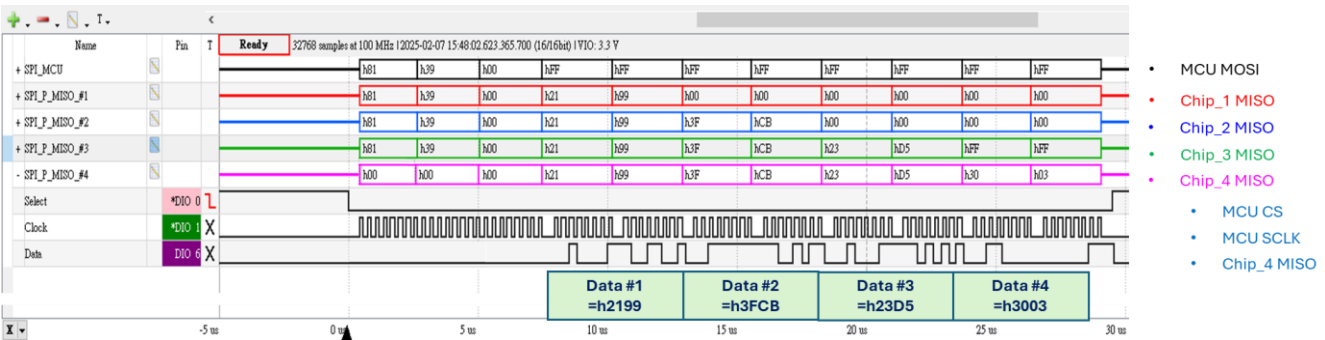 T
<
Name Pin T Ready 32768 samples at 100 MHz | 2025-02-07 15:48:02.623.365.700 (16/16bit) | VIO: 3.3 V
+ SPI_MCU h81 h39 h00 hFF hFF hFF hFF hFF hFF hFF hFF
+ SPI_P_MISO_#1 h81 h39 h00 h21 h99 h00 h00 h00 h00 h00 h00
+ SPI_P_MISO_#2 h81 h39 h00 h21 h99 h3F hCB h00 h00 h00 h00
+ SPI_P_MISO_#3 h81 h39 h00 h21 h99 h3F hCB h23 hD5 hFF hFF
- SPI_P_MISO_#4 h00 h00 h00 h21 h99 h3F hCB h23 hD5 h30 h03
Select *DIO 0
Clock *DIO 1 X
Data DIO 6 X
Data #1
=h2199
Data #2
=h3FCB
Data #3
=h23D5
Data #4
=h3003
X -5 us 0 us 5 us 10 us 15 us 20 us 25 us 30 us
• MCU MOSI
• Chip_1 MISO
• Chip_2 MISO
• Chip_3 MISO
• Chip_4 MISO
• MCU CS
• MCU SCLK
• Chip_4 MISO